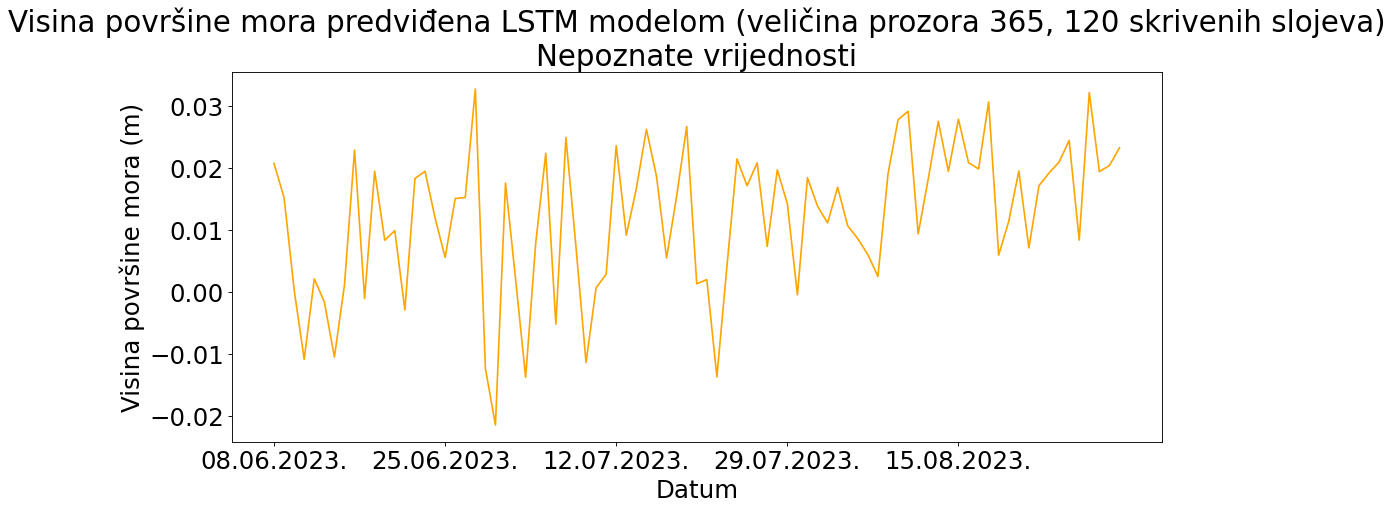 Visina površine mora predviđena LSTM modelom (veličina prozora 365, 120 skrivenih slojeva)
Nepoznate vrijednosti
Visina površine mora (m)
0.03
0.02
0.01
0.00
−0.01
−0.02
08.06.2023. 25.06.2023. 12.07.2023. 29.07.2023. 15.08.2023.
Datum